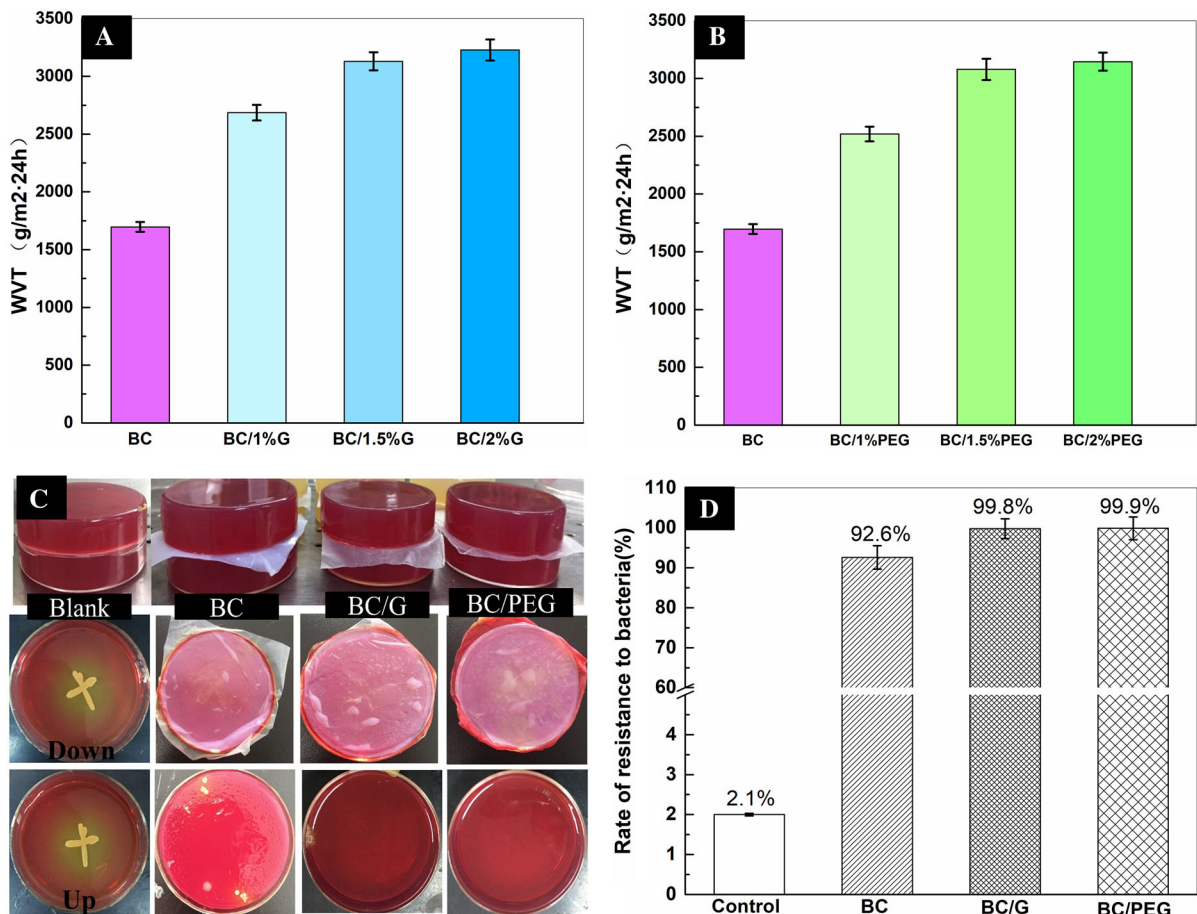 A
WVT（g/m2·24h）
3500
3000
2500
2000
1500
1000
500
0
BC
BC/1%G
BC/1.5%G
BC/2%G
B
WVT（g/m2·24h）
3500
3000
2500
2000
1500
1000
500
0
BC
BC/1%PEG
BC/1.5%PEG
BC/2%PEG
C
Blank
BC
BC/G
BC/PEG
Down
Up
D
Rate of resistance to bacteria(%)
110
100
90
80
70
60
5
4
3
2
1
0
2.1%
92.6%
99.8%
99.9%
Control
BC
BC/G
BC/PEG